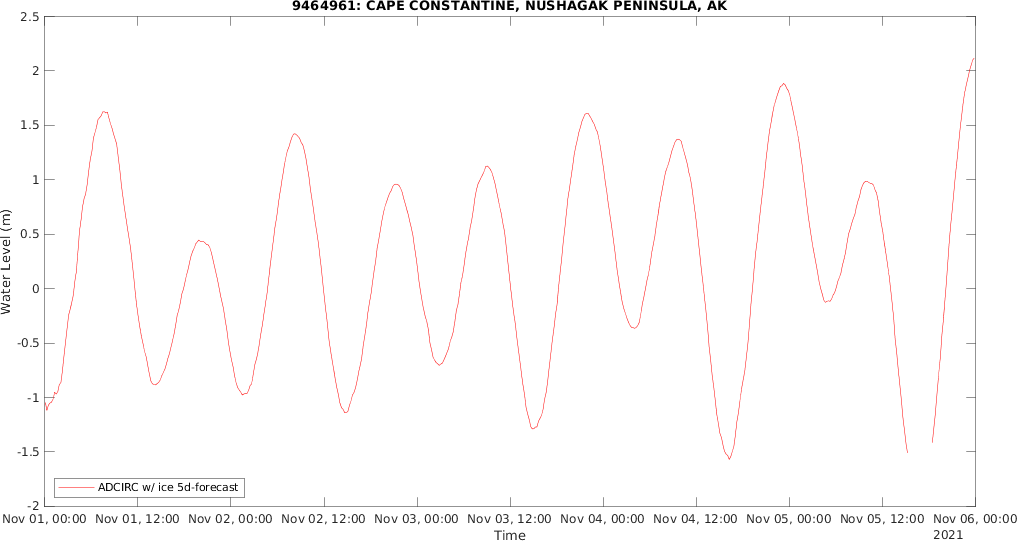 9464961: CAPE CONSTANTINE, NUSHAGAK PENINSULA, AK
2.5
2
1.5
1
0.5
0
-0.5
-1
-1.5
-2
Water Level (m)
ADCIRC w/ ice 5d-forecast
Nov 01, 00:00 Nov 01, 12:00 Nov 02, 00:00 Nov 02, 12:00 Nov 03, 00:00 Nov 03, 12:00 Nov 04, 00:00 Nov 04, 12:00 Nov 05, 00:00 Nov 05, 12:00 Nov 06, 00:00
Time
2021